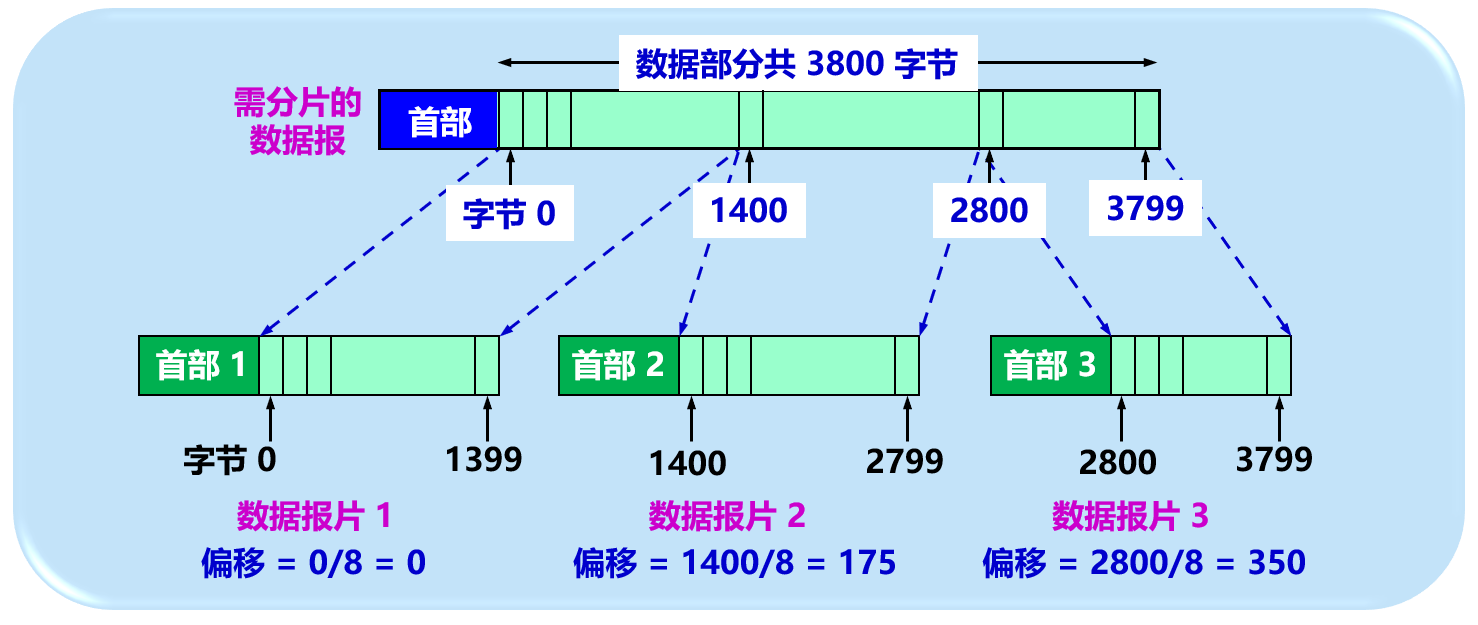 数据部分共 3800 字节
需分片的
数据报
首部
字节 0
1400
2800
3799
首部 1
首部 2
首部 3
字节 0
1399
1400
2799
2800
3799
数据报片 1
数据报片 2
数据报片 3
偏移 = 0/8 = 0
偏移 = 1400/8 = 175
偏移 = 2800/8 = 350